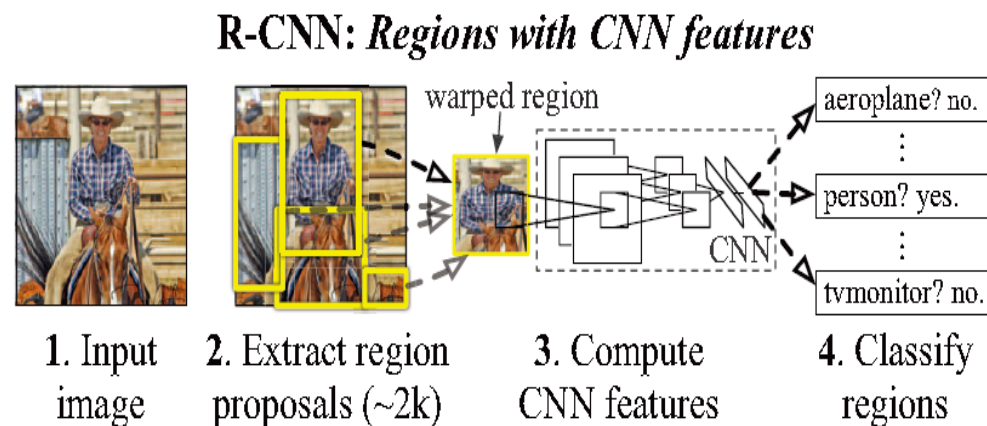 R-CNN: Regions with CNN features
warped region
aeroplane? no.
person? yes.
CNN
tvmonitor? no.
1. Input
image
2. Extract region
proposals (~2k)
3. Compute
CNN features
4. Classify
regions